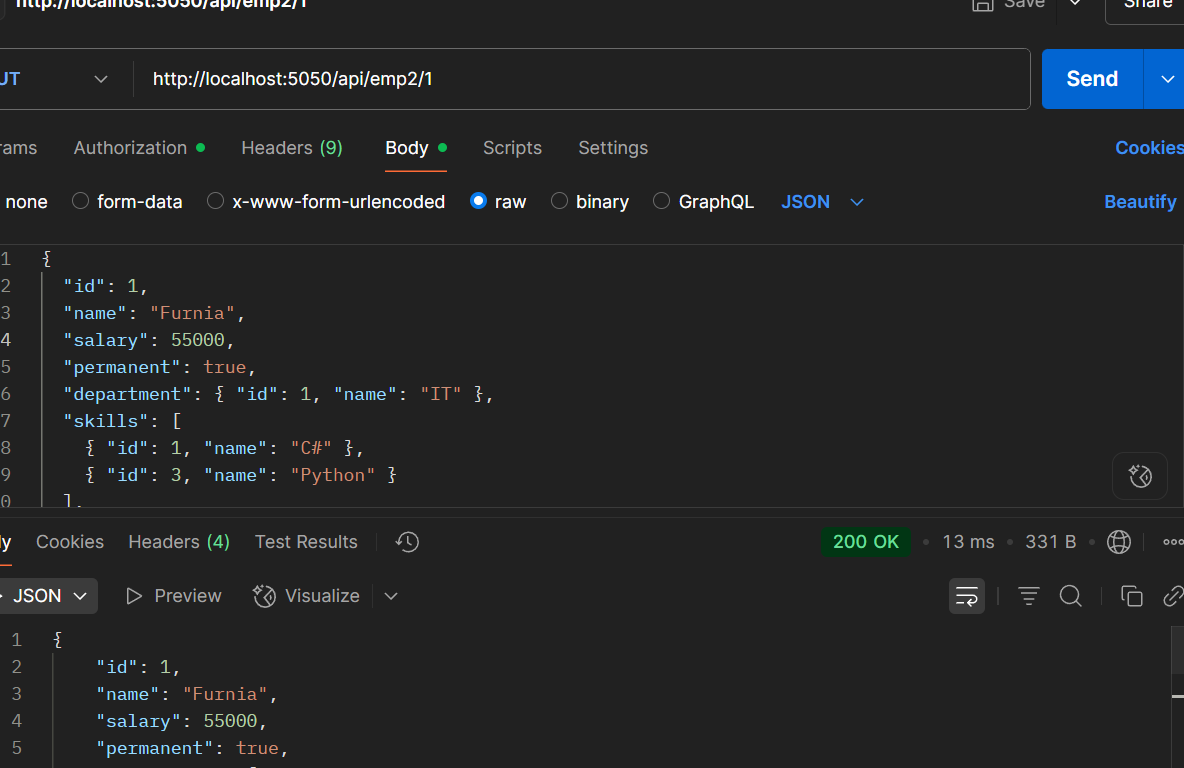 http://localhost:5050/api/emp2/1 Save Share
UT http://localhost:5050/api/emp2/1 Send
rams Authorization Headers (9) Body Scripts Settings Cookies
none form-data x-www-form-urlencoded raw binary GraphQL JSON Beautify
1 {
2 "id": 1,
3 "name": "Furnia",
4 "salary": 55000,
5 "permanent": true,
6 "department": { "id": 1, "name": "IT" },
7 "skills": [
8 { "id": 1, "name": "C#" },
9 { "id": 3, "name": "Python" }
0 ],
ly Cookies Headers (4) Test Results 200 OK • 13 ms • 331 B •
JSON Preview Visualize
1 {
2 "id": 1,
3 "name": "Furnia",
4 "salary": 55000,
5 "permanent": true,